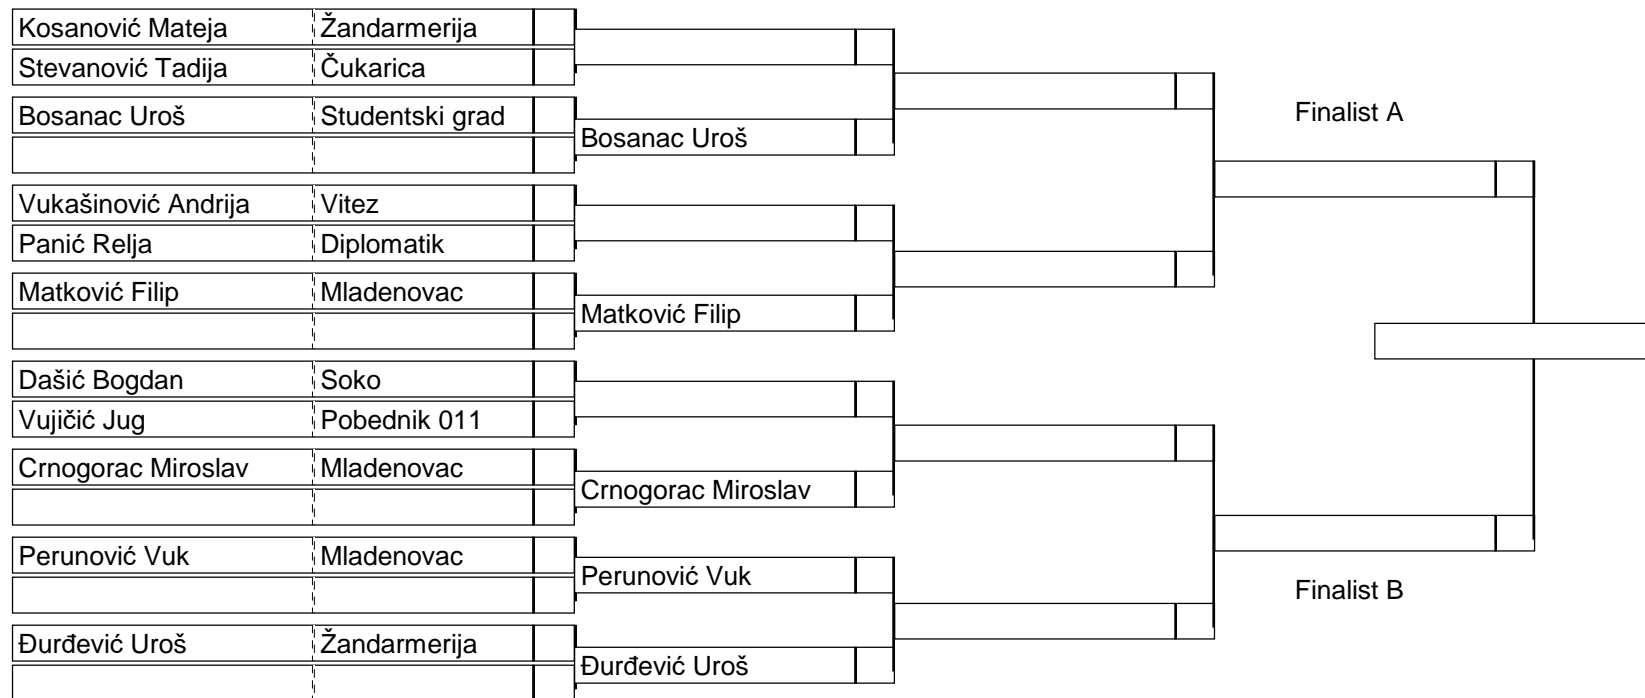 Kosanović Mateja Žandarmerija
Stevanović Tadija Čukarica
Bosanac Uroš Studentski grad
Bosanac Uroš
Finalist A
Vukašinović Andrija Vitez
Panić Relja Diplomatik
Matković Filip Mladenovac
Matković Filip
Dašić Bogdan Soko
Vujičić Jug Pobednik 011
Crnogorac Miroslav Mladenovac
Crnogorac Miroslav
Perunović Vuk Mladenovac
Perunović Vuk
Finalist B
Đurđević Uroš Žandarmerija
Đurđević Uroš